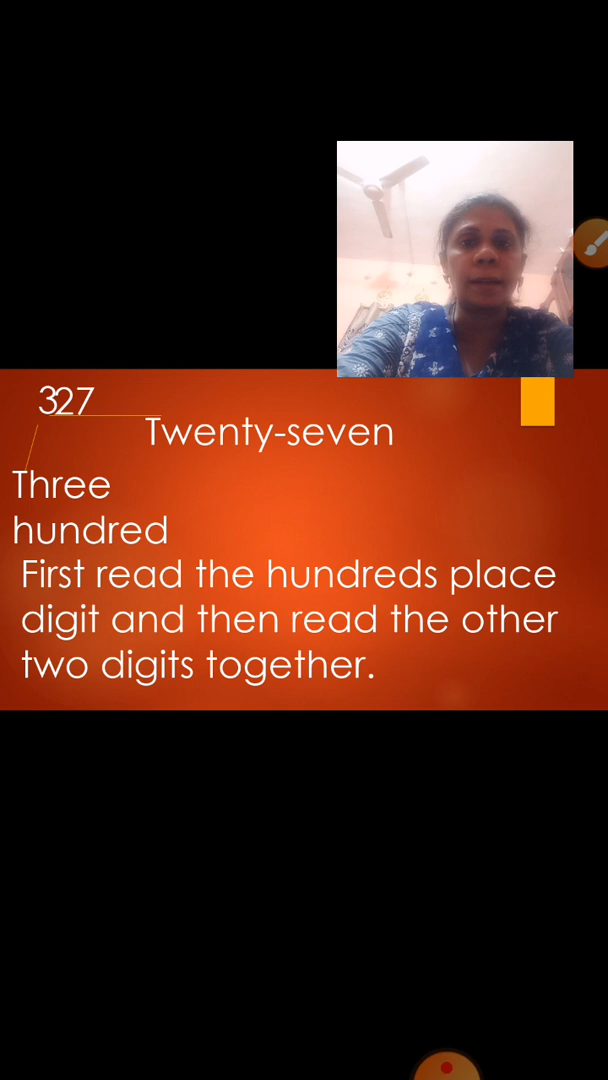 327
Twenty-seven
Three
hundred
First read the hundreds place
digit and then read the other
two digits together.